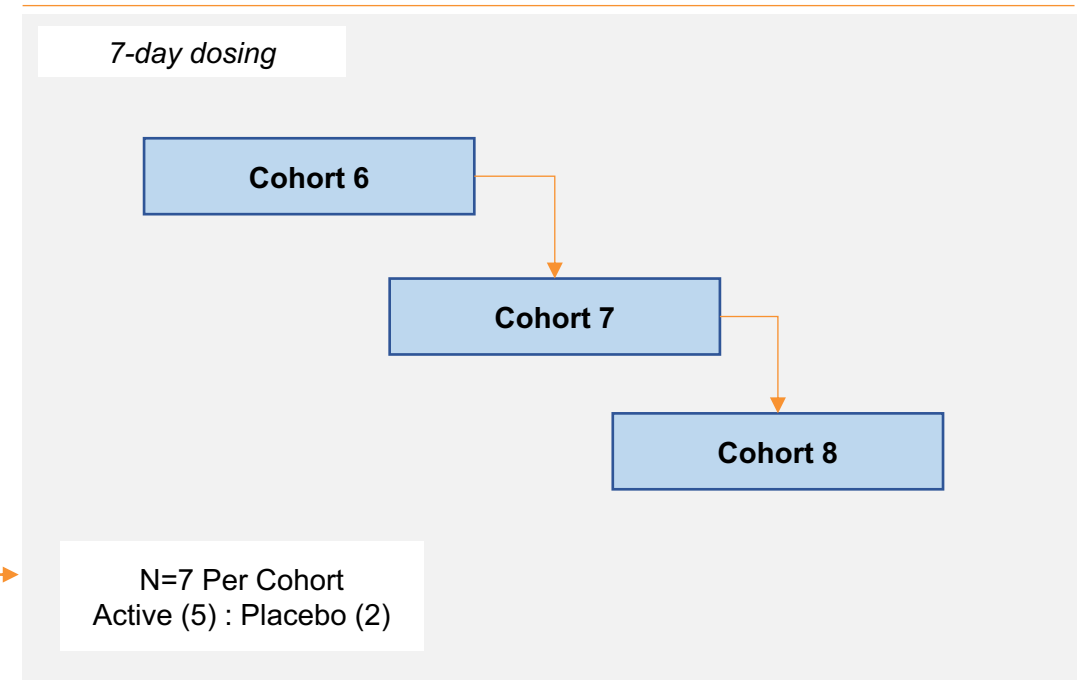 7-day dosing
Cohort 6
Cohort 7
Cohort 8
N=7 Per Cohort
Active (5) : Placebo (2)